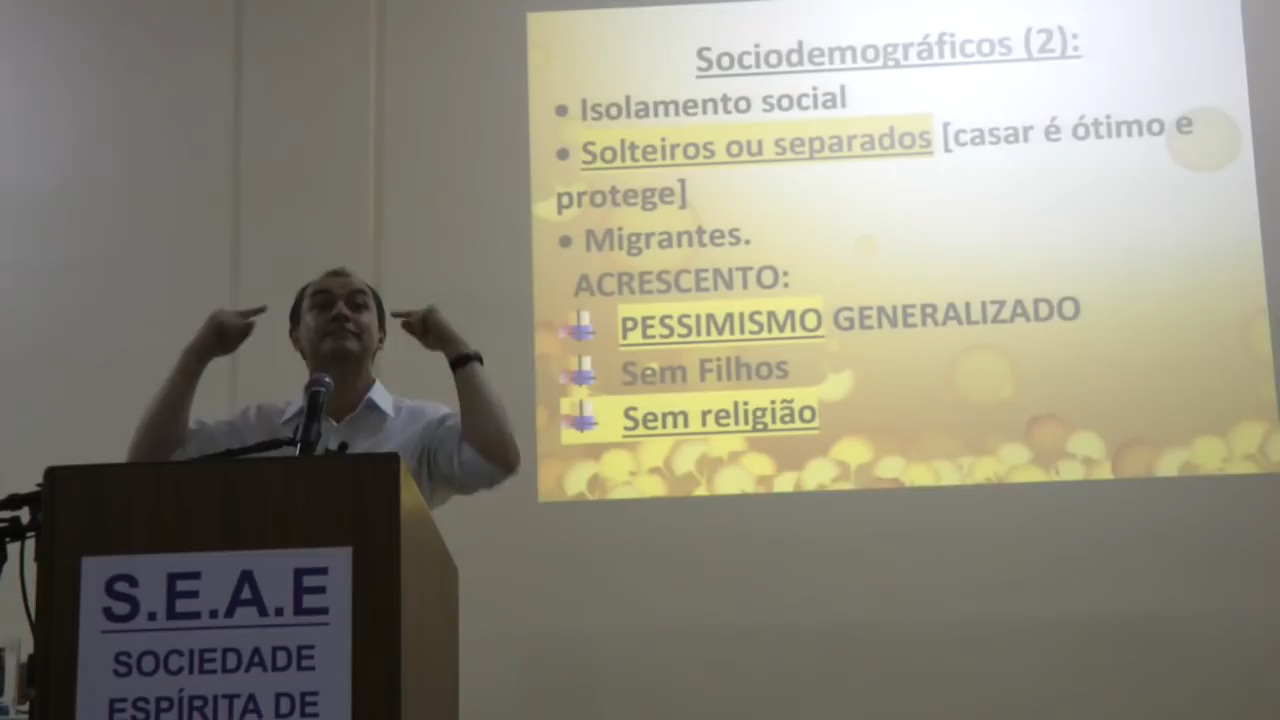 Sociodemográficos (2):
• Isolamento social
• Solteiros ou separados [casar é ótimo e
protege]
• Migrantes.
ACRESCENTO:
PESSIMISMO GENERALIZADO
Sem Filhos
Sem religião
S.E.A.E
SOCIEDADE
ESPÍRITA DE